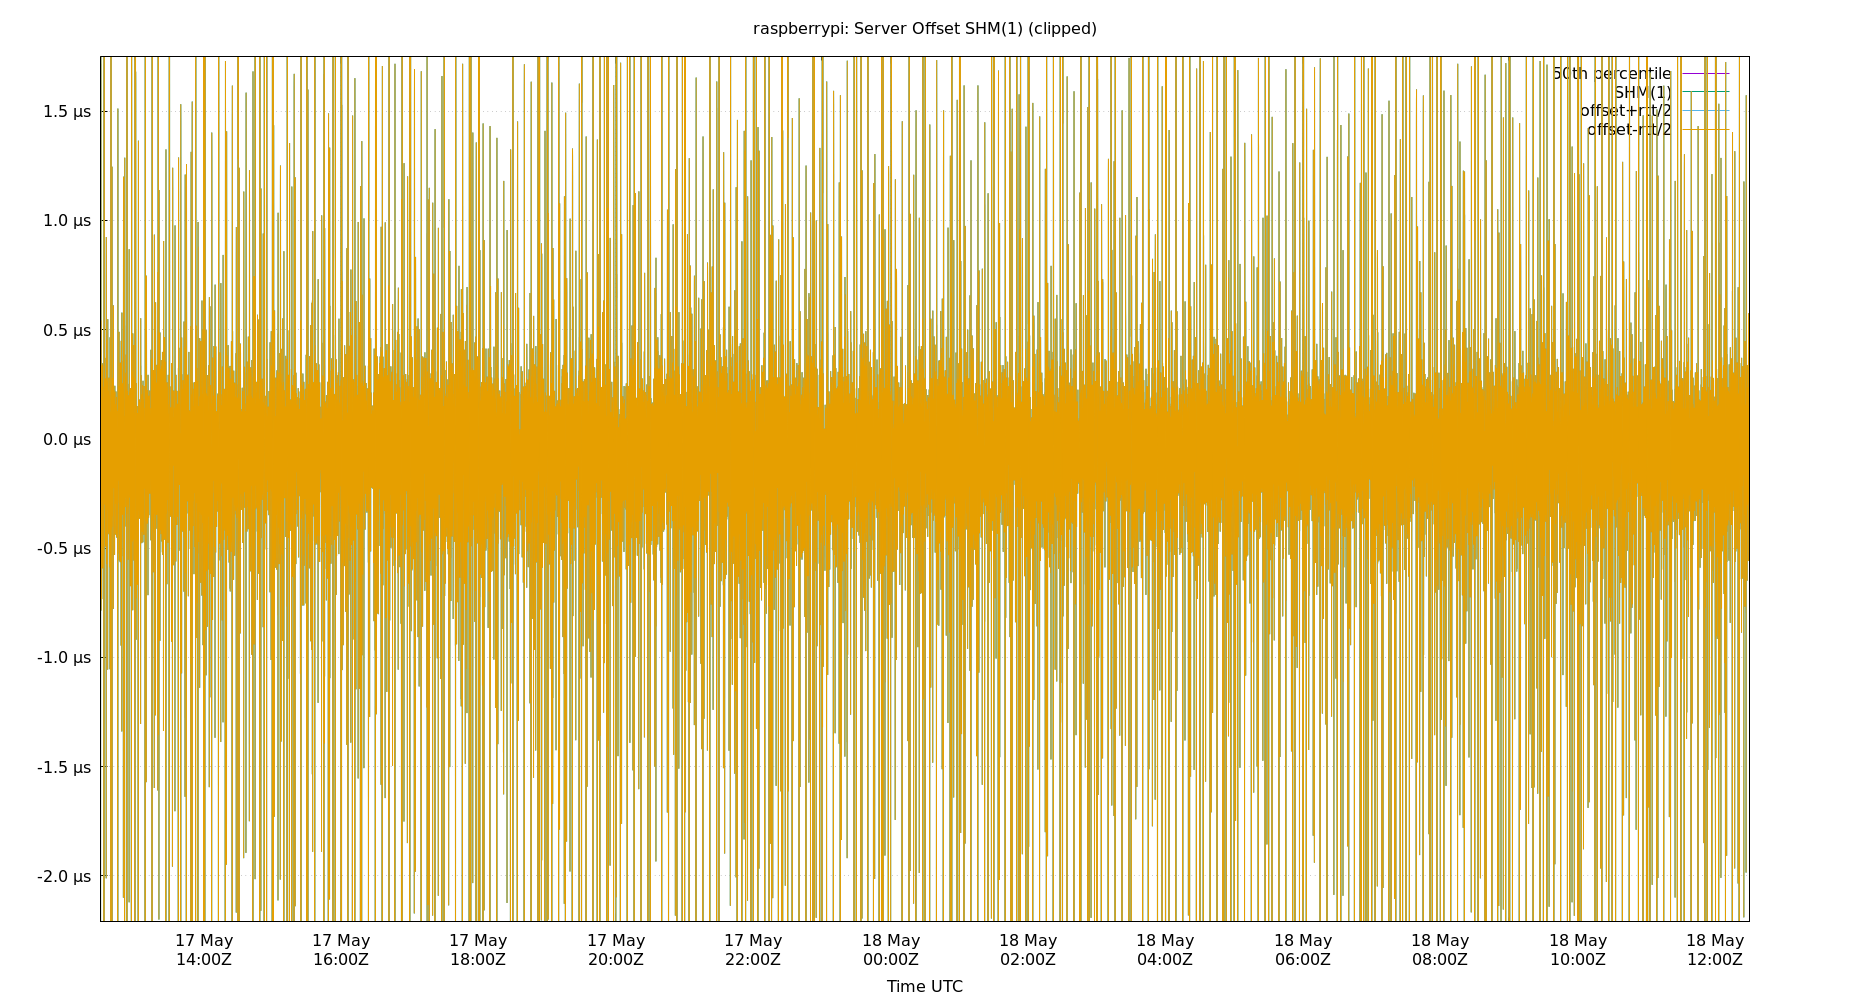 raspberrypi: Server Offset SHM(1) (clipped)
50th percentile
SHM(1)
offset+rtt/2
offset-rtt/2
1.5 µs
1.0 µs
0.5 µs
0.0 µs
-0.5 µs
-1.0 µs
-1.5 µs
-2.0 µs
17 May 17 May 17 May 17 May 17 May 18 May 18 May 18 May 18 May 18 May 18 May 18 May
14:00Z 16:00Z 18:00Z 20:00Z 22:00Z 00:00Z 02:00Z 04:00Z 06:00Z 08:00Z 10:00Z 12:00Z
Time UTC